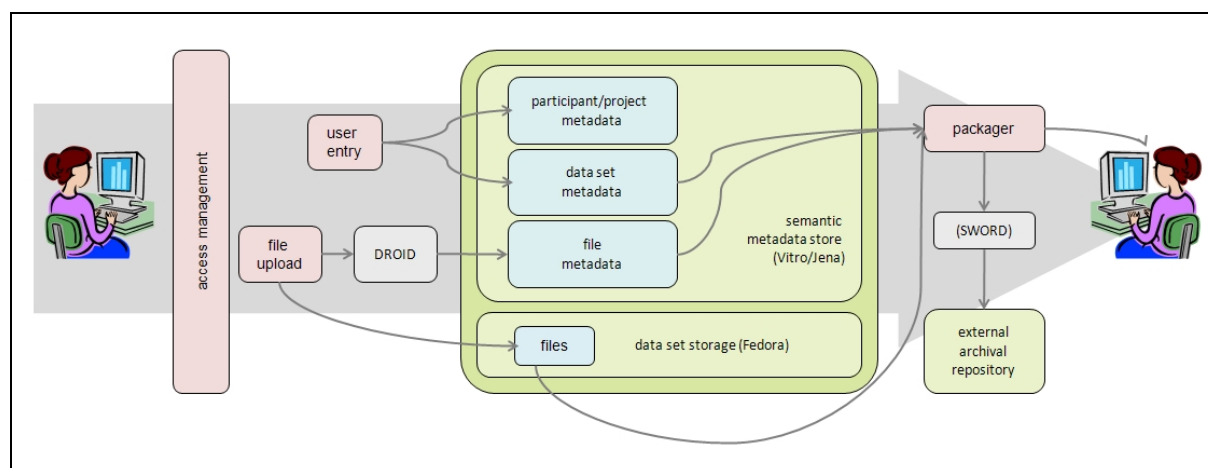 access management
user
entry
file
upload
DROID
participant/project
metadata
data set
metadata
file
metadata
semantic
metadata store
(Vitro/Jena)
files
data set storage (Fedora)
packager
(SWORD)
external
archival
repository